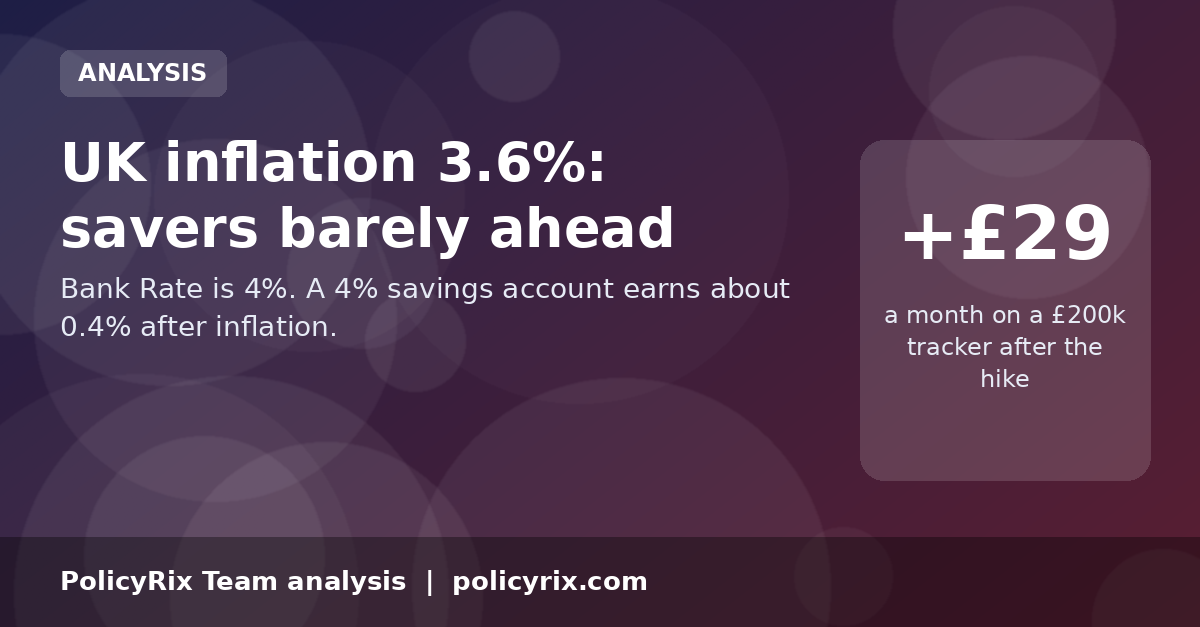 ANALYSIS
UK inflation 3.6%:
savers barely ahead
Bank Rate is 4%. A 4% savings account earns about
0.4% after inflation.
+£29
a month on a £200k
tracker after the
hike
PolicyRix Team analysis | policyrix.com